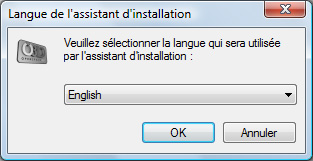 Langue de l'assistant d'installation
Veuillez sélectionner la langue qui sera utilisée
par l'assistant d'installation :
English
OK
Annuler